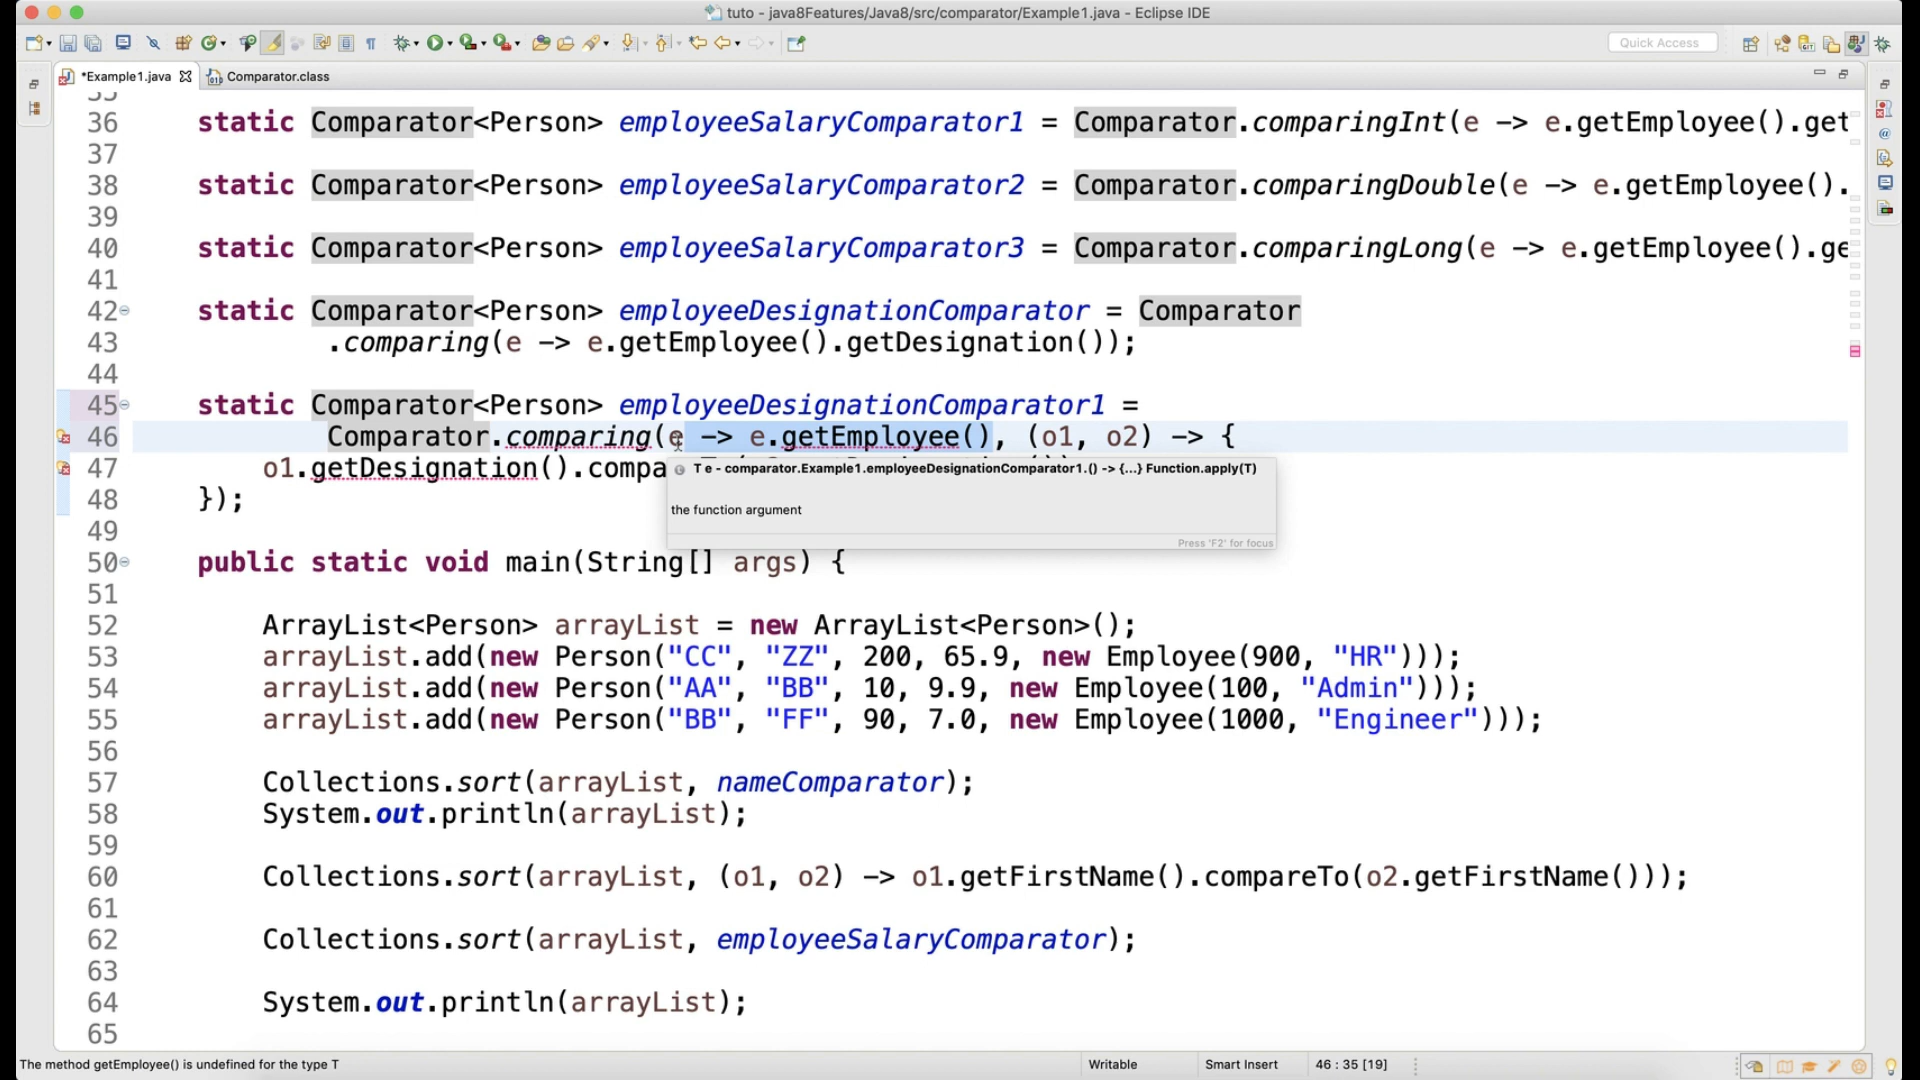 tuto - java8Features/Java8/src/comparator/Example1.java - Eclipse IDE
Quick Access
*Example1.java
Comparator.class
36 static Comparator<Person> employeeSalaryComparator1 = Comparator.comparingInt(e -> e.getEmployee().get
37
38 static Comparator<Person> employeeSalaryComparator2 = Comparator.comparingDouble(e -> e.getEmployee().
39
40 static Comparator<Person> employeeSalaryComparator3 = Comparator.comparingLong(e -> e.getEmployee().ge
41
42 static Comparator<Person> employeeDesignationComparator = Comparator
43 .comparing(e -> e.getEmployee().getDesignation());
44
45 static Comparator<Person> employeeDesignationComparator1 =
46 Comparator.comparing(e -> e.getEmployee(), (o1, o2) -> {
47 o1.getDesignation().compa
T e - comparator.Example1.employeeDesignationComparator1.() -> {...} Function.apply(T)
48 });
the function argument
49
Press 'F2' for focus
50 public static void main(String[] args) {
51
52 ArrayList<Person> arrayList = new ArrayList<Person>();
53 arrayList.add(new Person("CC", "ZZ", 200, 65.9, new Employee(900, "HR")));
54 arrayList.add(new Person("AA", "BB", 10, 9.9, new Employee(100, "Admin")));
55 arrayList.add(new Person("BB", "FF", 90, 7.0, new Employee(1000, "Engineer")));
56
57 Collections.sort(arrayList, nameComparator);
58 System.out.println(arrayList);
59
60 Collections.sort(arrayList, (o1, o2) -> o1.getFirstName().compareTo(o2.getFirstName()));
61
62 Collections.sort(arrayList, employeeSalaryComparator);
63
64 System.out.println(arrayList);
65
The method getEmployee() is undefined for the type T
Writable
Smart Insert
46 : 35 [19]